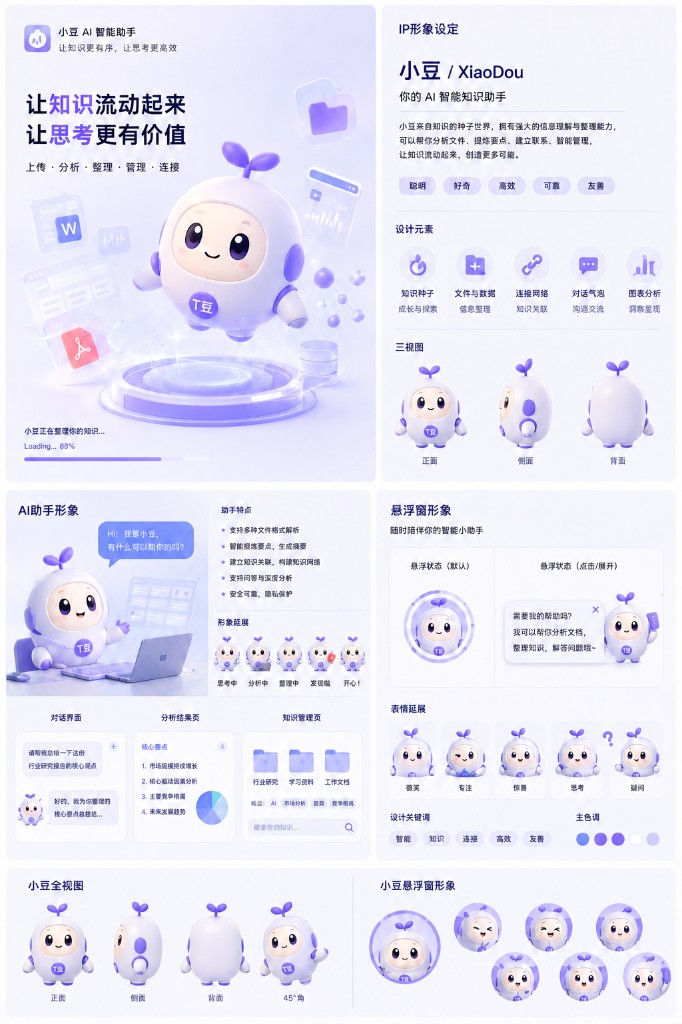 小豆 AI 智能助手
让知识更有序，让思考更高效
让知识流动起来
让思考更有价值
上传 · 分析 · 整理 · 管理 · 连接
W
T豆
小豆正在整理你的知识...
Loading... 88%
IP形象设定
小豆 / XiaoDou
你的 AI 智能知识助手
小豆来自知识的种子世界，拥有强大的信息理解与整理能力，
可以帮你分析文件、提炼要点、建立联系、智能管理，
让知识流动起来，创造更多可能。
聪明
好奇
高效
可靠
友善
设计元素
知识种子
文件与数据
连接网络
对话气泡
图表分析
成长与探索
信息整理
知识关联
沟通交流
洞察呈现
三视图
T豆
正面
侧面
背面
AI助手形象
Hi! 我是小豆，
有什么可以帮你的吗?
T豆
助手特点
支持多种文件格式解析
智能提炼要点，生成摘要
建立知识关联，构建知识网络
支持问答与深度分析
安全可靠，隐私保护
形象延展
思考中
分析中
整理中
发现啦
开心!
对话界面
请帮我总结一下这份
行业研究报告的核心观点
好的，我为你整理的
核心要点总结如...
分析结果页
核心要点
1. 市场规模持续增长
2. 核心驱动因素分析
3. 主要竞争格局
4. 未来发展趋势
知识管理页
行业研究
学习资料
工作文档
AI
市场分析
竞争格局
搜索你的知识...
悬浮窗形象
随时陪伴你的智能小助手
悬浮状态（默认）
悬浮状态（点击/展开）
需要我的帮助吗?
我可以帮你分析文档，
整理知识，解答问题哦~
表情延展
微笑
专注
惊喜
思考
疑问
设计关键词
智能
知识
连接
高效
友善
主色调
小豆全视图
T豆
T豆
正面
侧面
背面
45°角
小豆悬浮窗形象